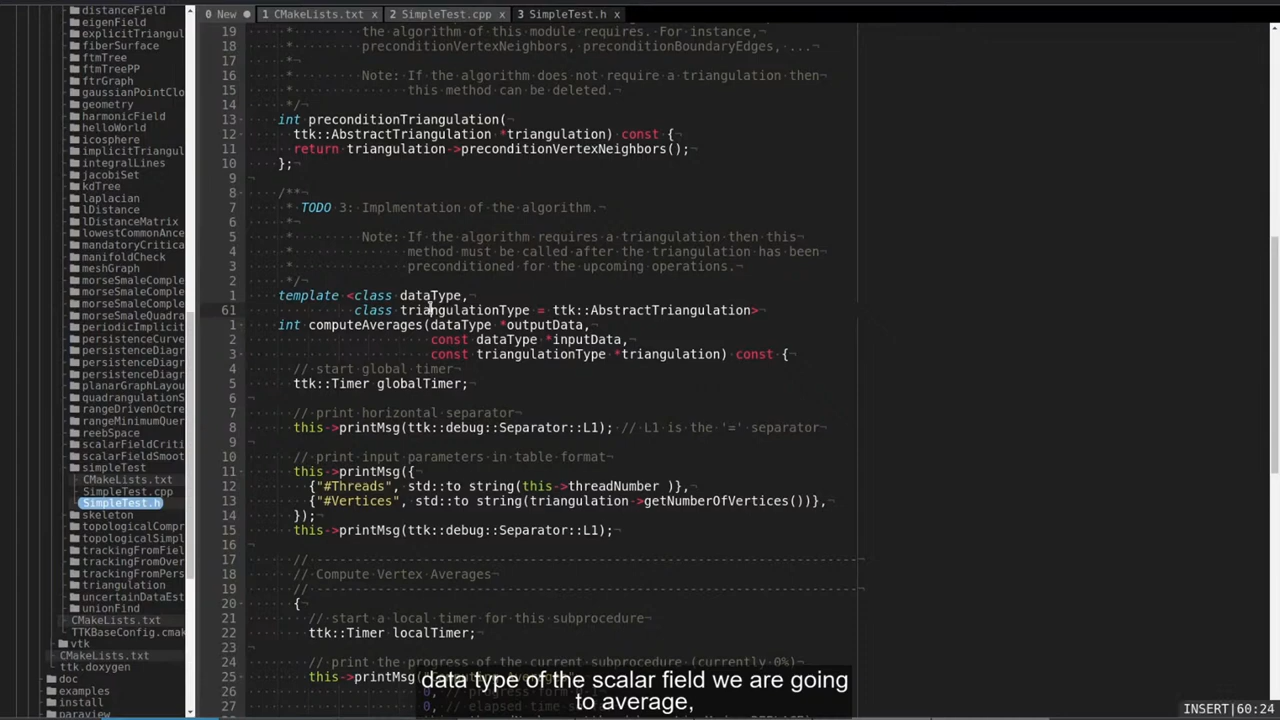 0 New
1 CMakeLists.txt x
2 SimpleTest.cpp x
3 SimpleTest.h x
distanceField
eigenField
explicitTriangul
fiberSurface
ftmTree
ftmTreePP
ftrGraph
gaussianPointClo
geometry
harmonicField
helloWorld
icosphere
implicitTriangul
integralLines
jacobiSet
kdTree
laplacian
lDistance
lDistanceMatrix
lowestCommonAnce
mandatoryCritica
manifoldCheck
meshGraph
morseSmaleComple
morseSmaleComple
morseSmaleComple
periodicImplicit
persistenceCurve
persistenceDiagr
persistenceDiagr
persistenceDiagr
planarGraphLayou
quadrangulationS
rangeDrivenOctre
rangeMinimumQuer
reebSpace
scalarFieldCriti
scalarFieldSmoot
simpleTest
CMakeLists.txt
SimpleTest.cpp
SimpleTest.h
skeleton
topologicalCompr
topologicalSimpl
trackingFromFiel
trackingFromOver
trackingFromPers
triangulation
uncertainDataEst
unionFind
CMakeLists.txt
TTKBaseConfig.cmak
vtk
CMakeLists.txt
ttk.doxygen
doc
examples
install
paraview
19 * the algorithm of this module requires. For instance,
18 * preconditionVertexNeighbors, preconditionBoundaryEdges, ...
17 *
16 * Note: If the algorithm does not require a triangulation then
15 * this method can be deleted.
14 */
13 int preconditionTriangulation(
12 ttk::AbstractTriangulation *triangulation) const {
11 return triangulation->preconditionVertexNeighbors();
10 };
9
8 /**
7 * TODO 3: Implmentation of the algorithm.
6 *
5 * Note: If the algorithm requires a triangulation then this
4 * method must be called after the triangulation has been
3 * preconditioned for the upcoming operations.
2 */
1 template <class dataType,
61 class triangulationType = ttk::AbstractTriangulation>
1 int computeAverages(dataType *outputData,
2 const dataType *inputData,
3 const triangulationType *triangulation) const {
4 // start global timer
5 ttk::Timer globalTimer;
6
7 // print horizontal separator
8 this->printMsg(ttk::debug::Separator::L1); // L1 is the '=' separator
9
10 // print input parameters in table format
11 this->printMsg({
12 {"#Threads", std::to string(this->threadNumber )},
13 {"#Vertices", std::to string(triangulation->getNumberOfVertices())},
14 });
15 this->printMsg(ttk::debug::Separator::L1);
16
17 // -----------------------------------------------------------------------
18 // Compute Vertex Averages
19 // -----------------------------------------------------------------------
20 {
21 // start a local timer for this subprocedure
22 ttk::Timer localTimer;
23
24 // print the progress of the current subprocedure (currently 0%)
25 this->printMsg(
26 0, // elapsed time
27
data type of the scalar field we are going
to average,
INSERT|60:24